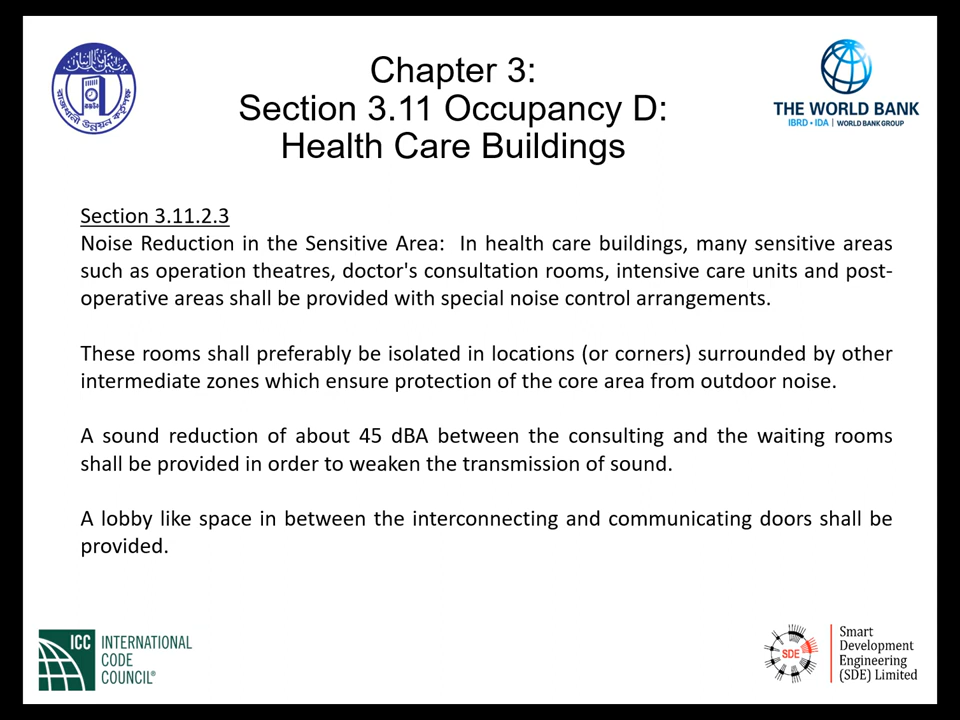 Chapter 3:
Section 3.11 Occupancy D:
Health Care Buildings
THE WORLD BANK
IBRD • IDA | WORLD BANK GROUP
Section 3.11.2.3
Noise Reduction in the Sensitive Area: In health care buildings, many sensitive areas
such as operation theatres, doctor's consultation rooms, intensive care units and post-
operative areas shall be provided with special noise control arrangements.
These rooms shall preferably be isolated in locations (or corners) surrounded by other
intermediate zones which ensure protection of the core area from outdoor noise.
A sound reduction of about 45 dBA between the consulting and the waiting rooms
shall be provided in order to weaken the transmission of sound.
A lobby like space in between the interconnecting and communicating doors shall be
provided.
ICC INTERNATIONAL
CODE
COUNCIL®
SDE
Smart
Development
Engineering
(SDE) Limited